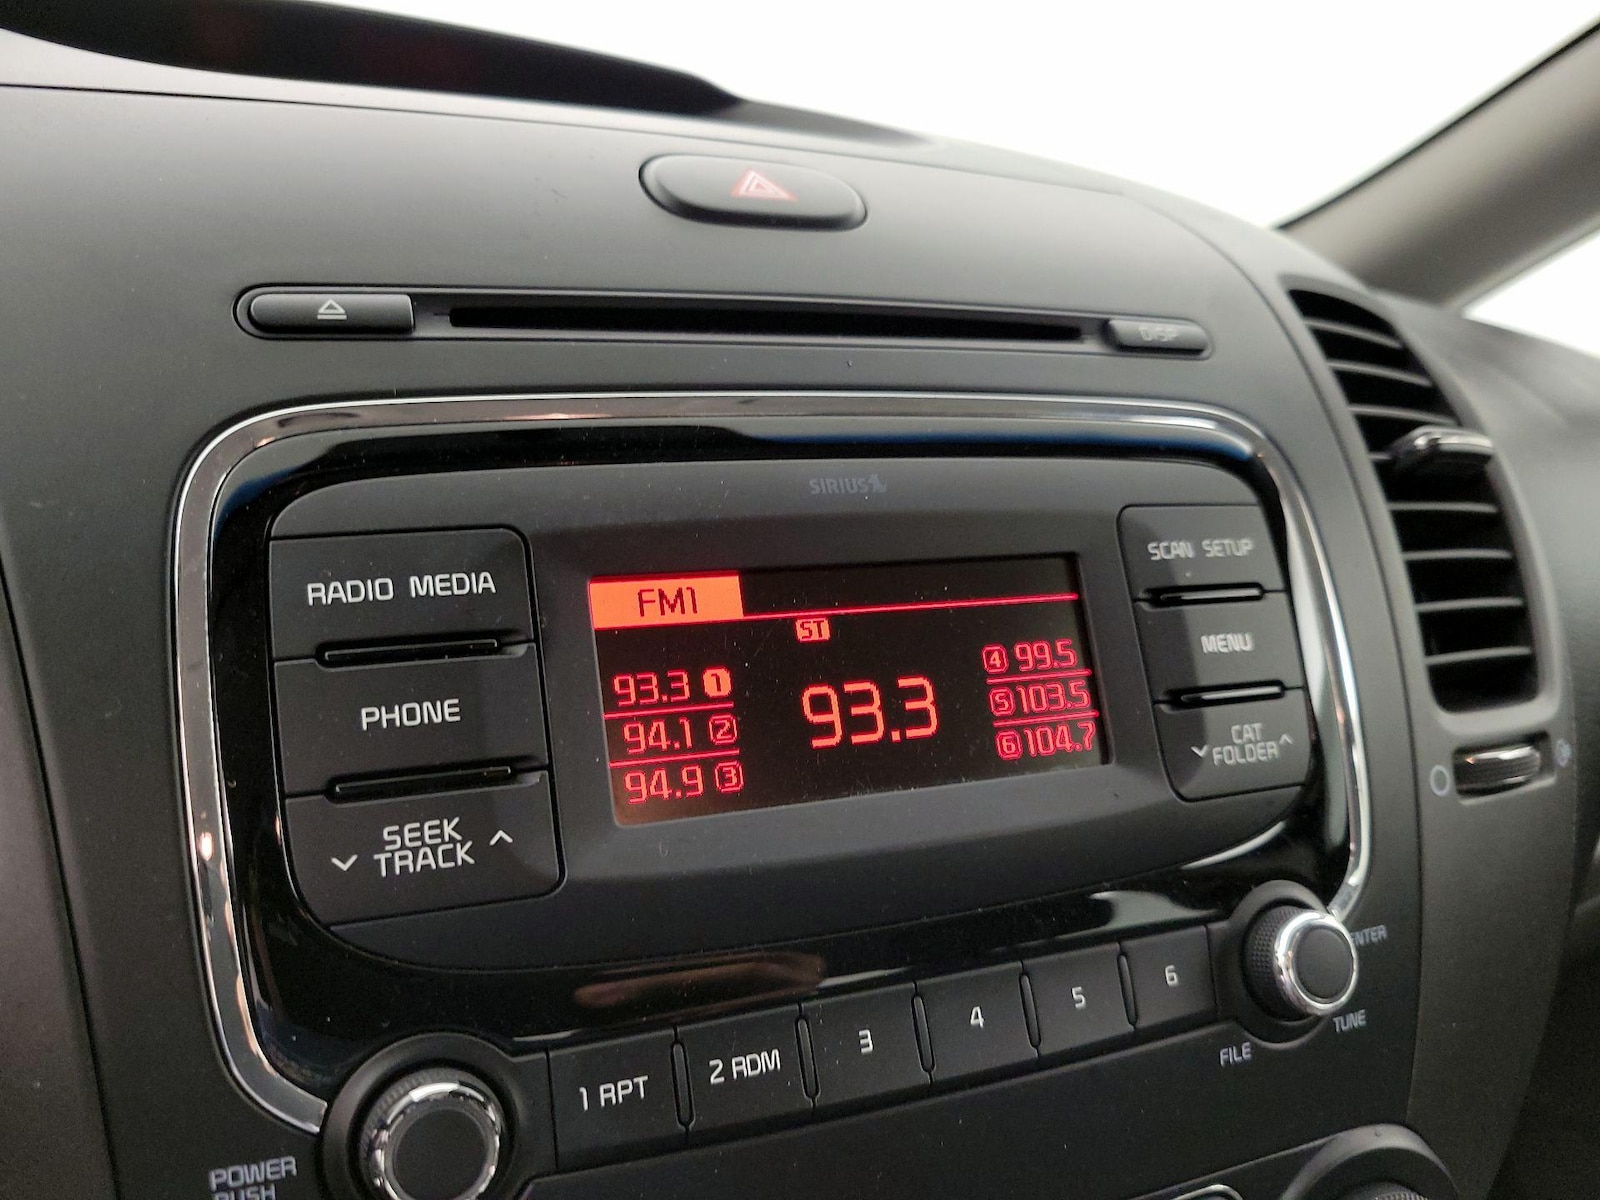 DISP
SIRIUS
RADIO MEDIA
PHONE
SEEK
TRACK
FM1
ST
93.3 1
94.1 2
94.9 3
93.3
4 99.5
5 103.5
6 104.7
SCAN SETUP
MENU
CAT
FOLDER
1 RPT
2 RDM
3
4
5
6
ENTER
TUNE
FILE
POWER
PUSH